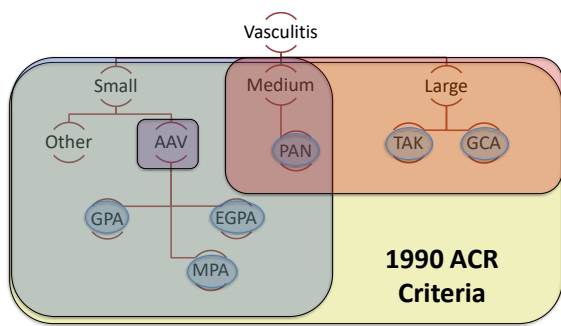 Vasculitis
Small
Medium
Large
Other
AAV
PAN
TAK
GCA
GPA
EGPA
MPA
1990 ACR
Criteria